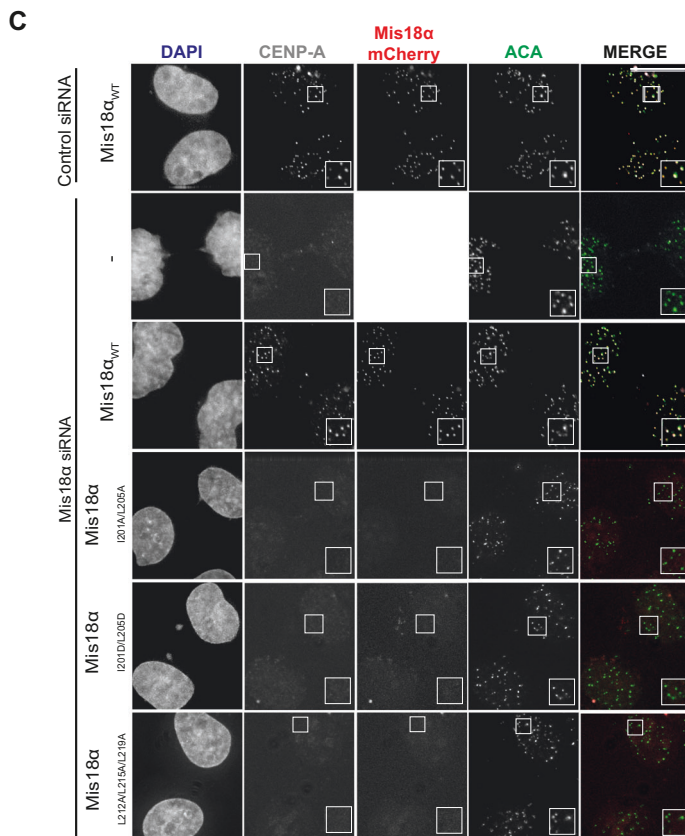 C
DAPI
CENP-A
Mis18α
mCherry
ACA
MERGE
Control siRNA
Mis18αWT
Mis18α siRNA
-
Mis18αWT
Mis18α
I201A/L205A
Mis18α
I201D/L205D
Mis18α
L212A/L215A/L219A